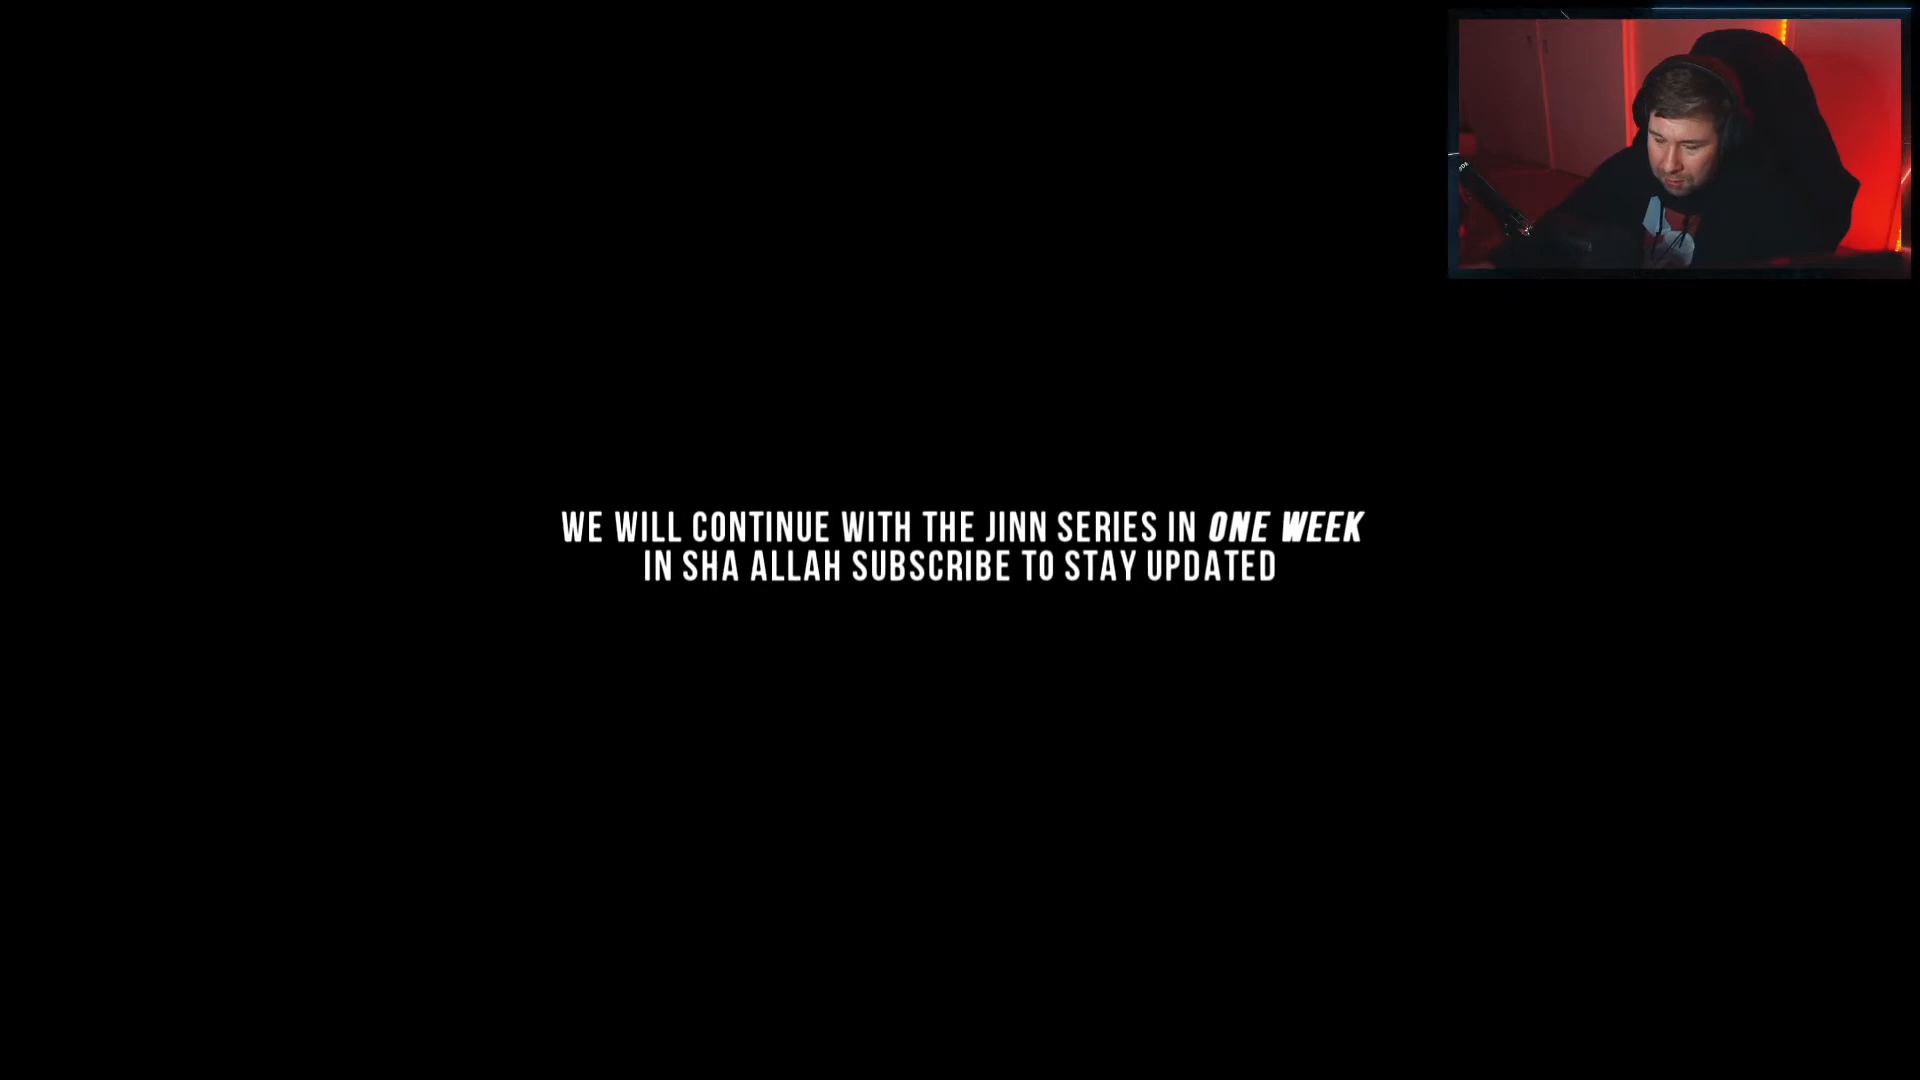 WE WILL CONTINUE WITH THE JINN SERIES IN ONE WEEK
IN SHA ALLAH SUBSCRIBE TO STAY UPDATED